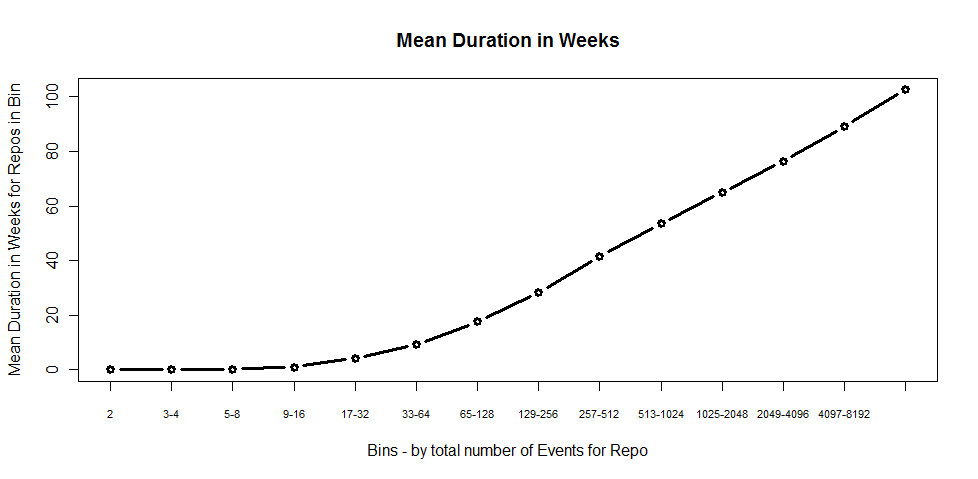 Mean Duration in Weeks
Mean Duration in Weeks for Repos in Bin
100
80
60
40
20
0
2 3-4 5-8 9-16 17-32 33-64 65-128 129-256 257-512 513-1024 1025-2048 2049-4096 4097-8192
Bins - by total number of Events for Repo